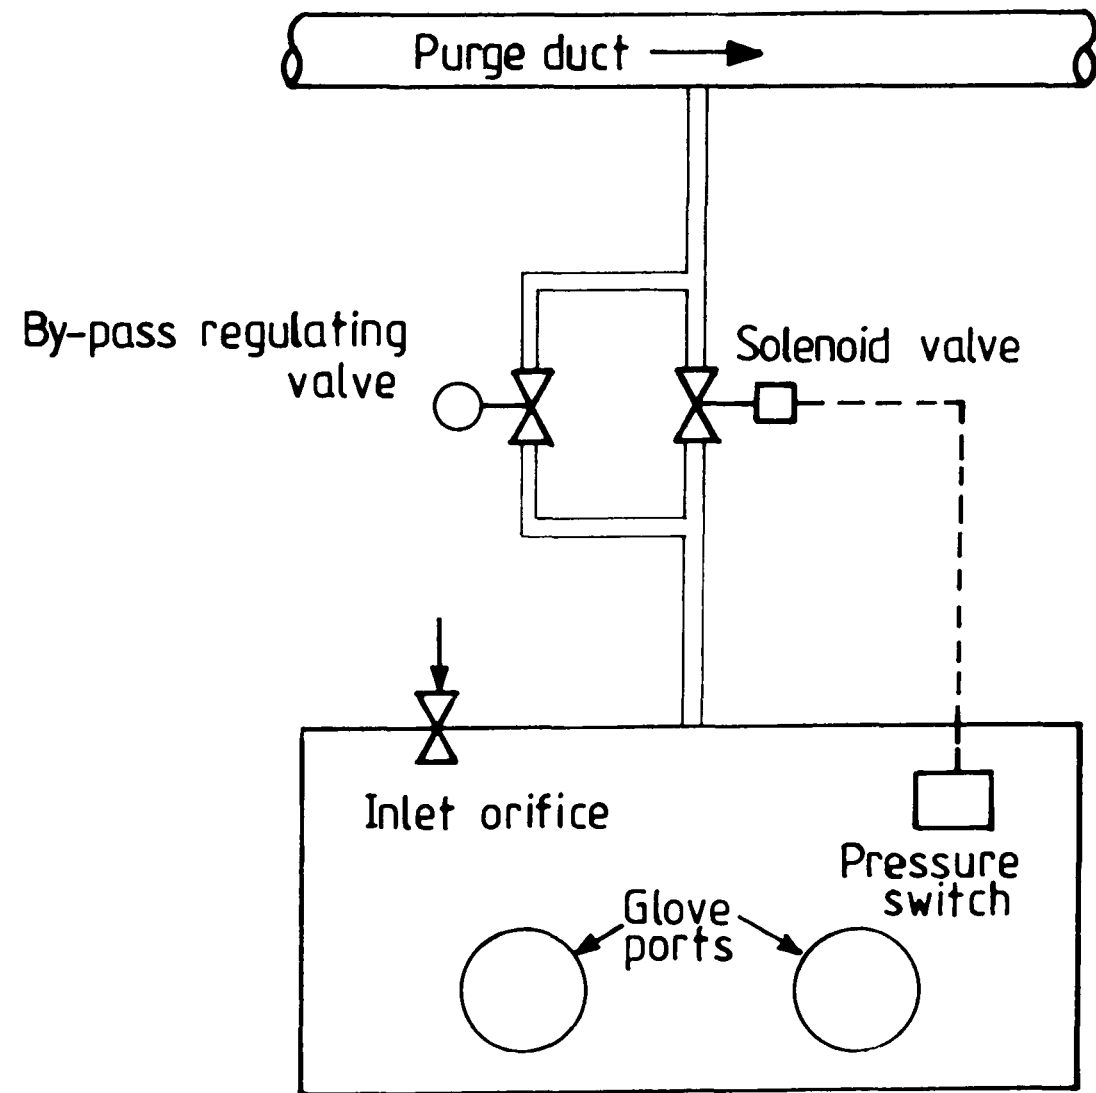 Purge duct
By-pass regulating
valve
Solenoid valve
Inlet orifice
Pressure
switch
Glove
ports